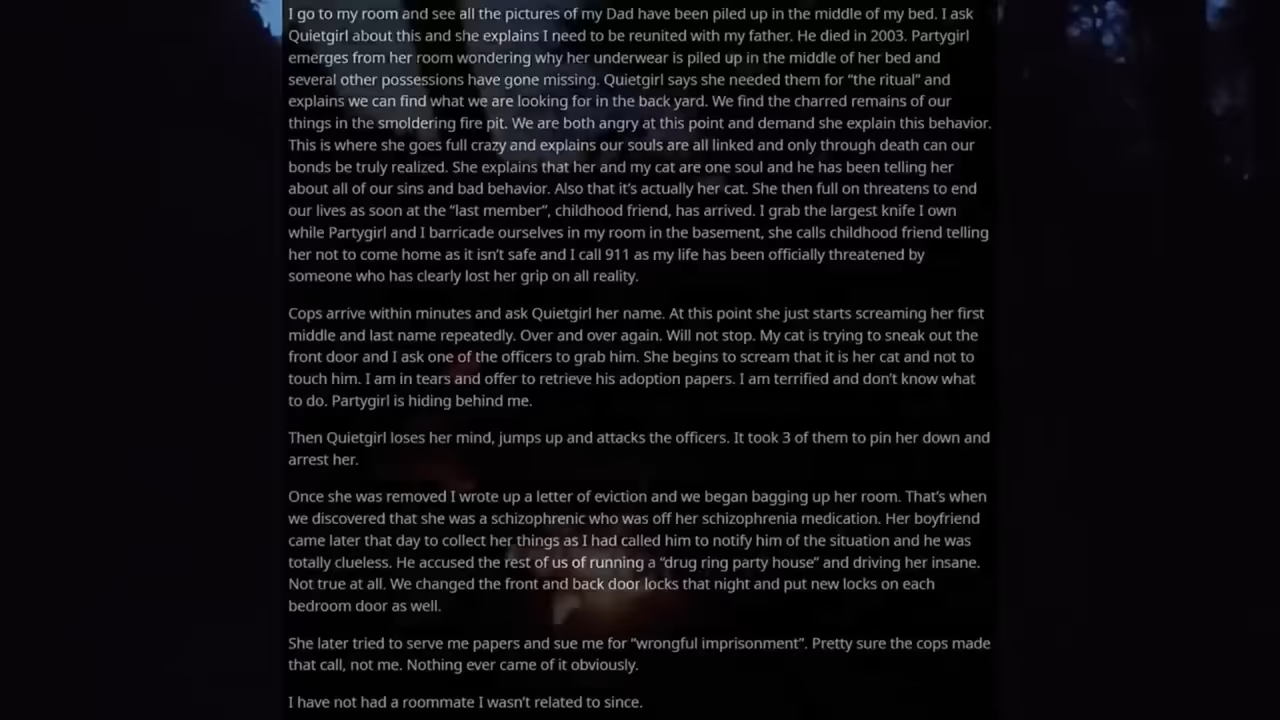 I go to my room and see all the pictures of my Dad have been piled up in the middle of my bed. I ask
Quietgirl about this and she explains I need to be reunited with my father. He died in 2003. Partygirl
emerges from her room wondering why her underwear is piled up in the middle of her bed and
several other possessions have gone missing. Quietgirl says she needed them for “the ritual” and
explains we can find what we are looking for in the back yard. We find the charred remains of our
things in the smoldering fire pit. We are both angry at this point and demand she explain this behavior.
This is where she goes full crazy and explains our souls are all linked and only through death can our
bonds be truly realized. She explains that her and my cat are one soul and he has been telling her
about all of our sins and bad behavior. Also that it’s actually her cat. She then full on threatens to end
our lives as soon at the “last member”, childhood friend, has arrived. I grab the largest knife I own
while Partygirl and I barricade ourselves in my room in the basement, she calls childhood friend telling
her not to come home as it isn’t safe and I call 911 as my life has been officially threatened by
someone who has clearly lost her grip on all reality.
Cops arrive within minutes and ask Quietgirl her name. At this point she just starts screaming her first
middle and last name repeatedly. Over and over again. Will not stop. My cat is trying to sneak out the
front door and I ask one of the officers to grab him. She begins to scream that it is her cat and not to
touch him. I am in tears and offer to retrieve his adoption papers. I am terrified and don’t know what
to do. Partygirl is hiding behind me.
Then Quietgirl loses her mind, jumps up and attacks the officers. It took 3 of them to pin her down and
arrest her.
Once she was removed I wrote up a letter of eviction and we began bagging up her room. That’s when
we discovered that she was a schizophrenic who was off her schizophrenia medication. Her boyfriend
came later that day to collect her things as I had called him to notify him of the situation and he was
totally clueless. He accused the rest of us of running a “drug ring party house” and driving her insane.
Not true at all. We changed the front and back door locks that night and put new locks on each
bedroom door as well.
She later tried to serve me papers and sue me for “wrongful imprisonment”. Pretty sure the cops made
that call, not me. Nothing ever came of it obviously.
I have not had a roommate I wasn’t related to since.